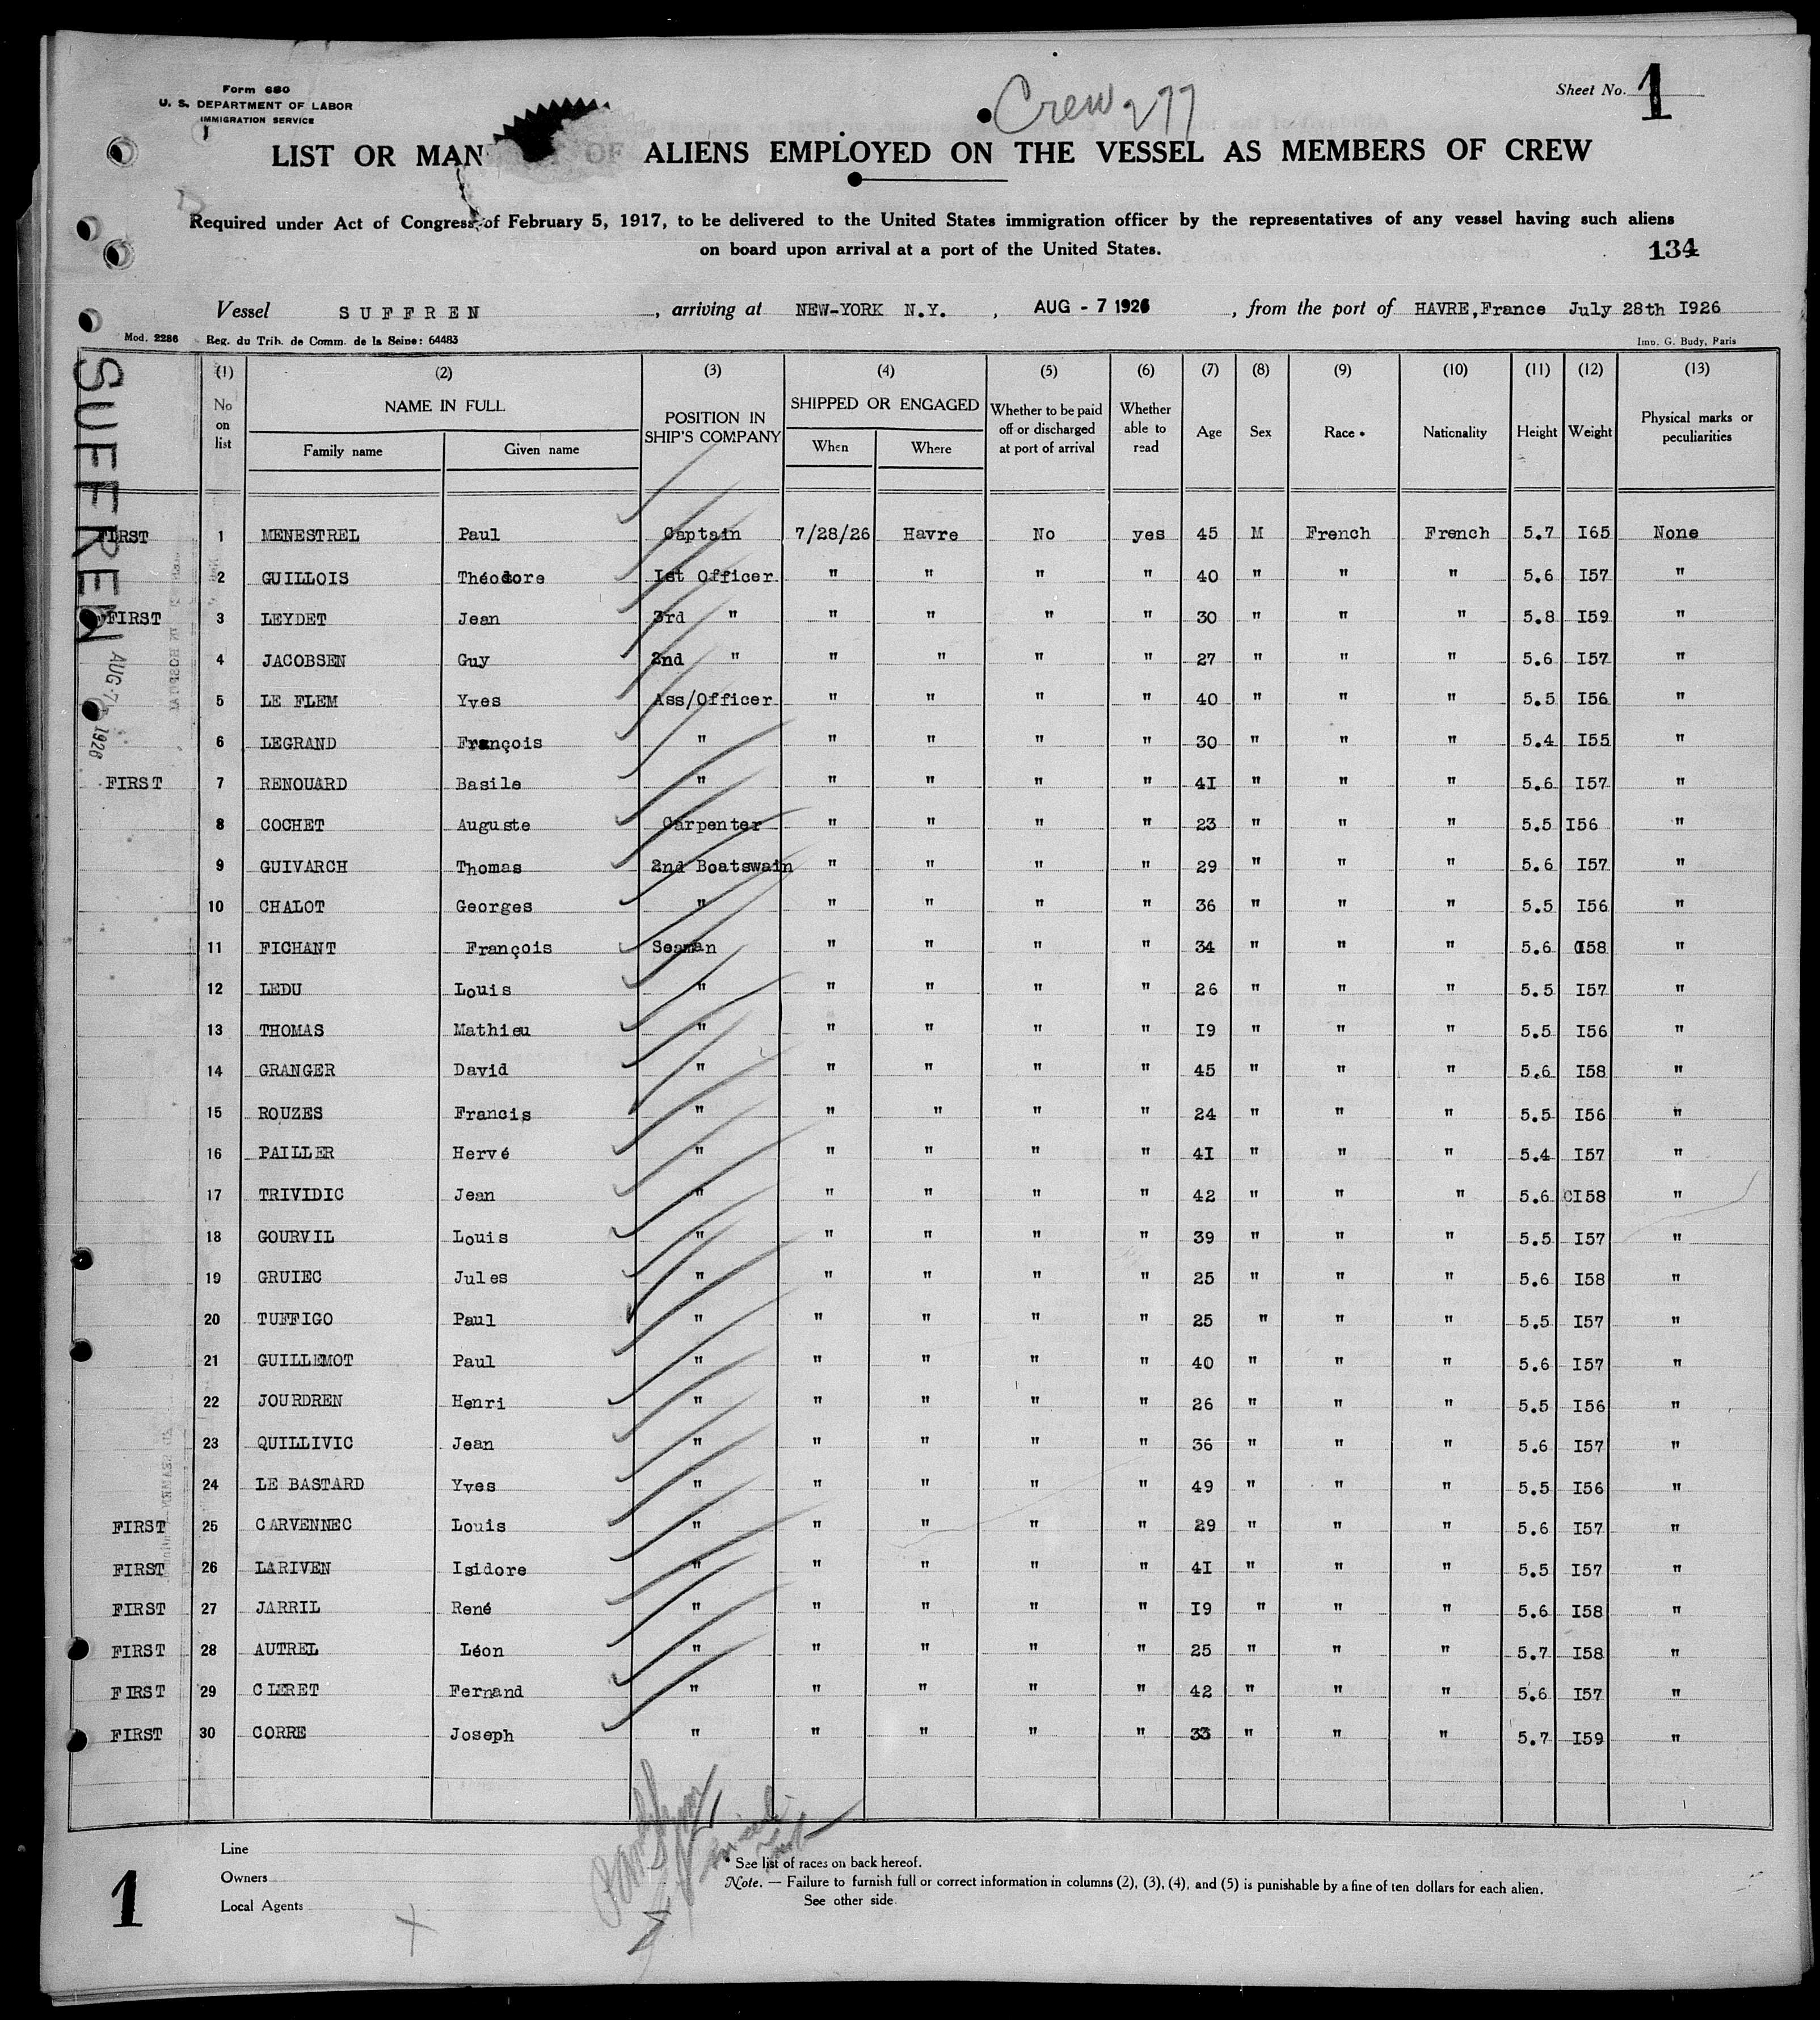 Form 680
U. S. DEPARTMENT OF LABOR
IMMIGRATION SERVICE
Crew 277
Sheet No. 1
LIST OR MAN OF ALIENS EMPLOYED ON THE VESSEL AS MEMBERS OF CREW
Required under Act of Congress of February 5, 1917, to be delivered to the United States immigration officer by the representatives of any vessel having such aliens
on board upon arrival at a port of the United States.
134
Vessel SUFFREN, arriving at NEW-YORK N.Y., AUG - 7 1926, from the port of HAVRE, France July 28th I926
Mod. 2286 Reg. du Trib. de Comm. de la Seine: 64483
Imp. G. Budy, Paris
SUFFREN
AUG - 7 1926
(1) (2) (3) (4) (5) (6) (7) (8) (9) (10) (11) (12) (13)
No on list NAME IN FULL Family name Given name POSITION IN SHIP'S COMPANY SHIPPED OR ENGAGED When Where Whether to be paid off or discharged at port of arrival Whether able to read Age Sex Race • Nationality Height Weight Physical marks or peculiarities
FIRST 1 MENESTREL Paul Captain 7/28/26 Havre No yes 45 M French French 5.7 I65 None
2 GUILLOIS Théodore Ist Officer " " " " 40 " " " 5.6 I57 "
FIRST 3 LEYDET Jean 3rd " " " " " 30 " " " 5.8 I59 "
4 JACOBSEN Guy 2nd " " " " " 27 " " " 5.6 I57 "
5 LE FLEM Yves Ass/Officer " " " " 40 " " " 5.5 I56 "
6 LEGRAND François " " " " " 30 " " " 5.4 I55 "
FIRST 7 RENOUARD Basile " " " " " 4I " " " 5.6 I57 "
8 COCHET Auguste Carpenter " " " " 23 " " " 5.5 I56 "
9 GUIVARCH Thomas 2nd Boatswain " " " " 29 " " " 5.6 I57 "
10 CHALOT Georges " " " " " 36 " " " 5.5 I56 "
11 FICHANT François Seaman " " " " 34 " " " 5.6 I58 "
12 LEDU Louis " " " " " 26 " " " 5.5 I57 "
13 THOMAS Mathieu " " " " " I9 " " " 5.5 I56 "
14 GRANGER David " " " " " 45 " " " 5.6 I58 "
15 ROUZES Francis " " " " " 24 " " " 5.5 I56 "
16 PAILLER Hervé " " " " " 4I " " " 5.4 I57 "
17 TRIVIDIC Jean " " " " " 42 " " " 5.6 I58 "
18 GOURVIL Louis " " " " " 39 " " " 5.5 I57 "
19 GRUIEC Jules " " " " " 25 " " " 5.6 I58 "
20 TUFFIGO Paul " " " " " 25 " " " 5.5 I57 "
21 GUILLEMOT Paul " " " " " 40 " " " 5.6 I57 "
22 JOURDREN Henri " " " " " 26 " " " 5.5 I56 "
23 QUILLIVIC Jean " " " " " 36 " " " 5.6 I57 "
24 LE BASTARD Yves " " " " " 49 " " " 5.5 I56 "
FIRST 25 CARVENNEC Louis " " " " " 29 " " " 5.6 I57 "
FIRST 26 LARIVEN Isidore " " " " " 4I " " " 5.5 I57 "
FIRST 27 JARRIL René " " " " " I9 " " " 5.6 I58 "
FIRST 28 AUTREL Léon " " " " " 25 " " " 5.7 I58 "
FIRST 29 CLERET Fernand " " " " " 42 " " " 5.6 I57 "
FIRST 30 CORRE Joseph " " " " " 33 " " " 5.7 I59 "
Line
Owners
Local Agents
1
• See list of races on back hereof.
Note. — Failure to furnish full or correct information in columns (2), (3), (4), and (5) is punishable by a fine of ten dollars for each alien.
See other side.